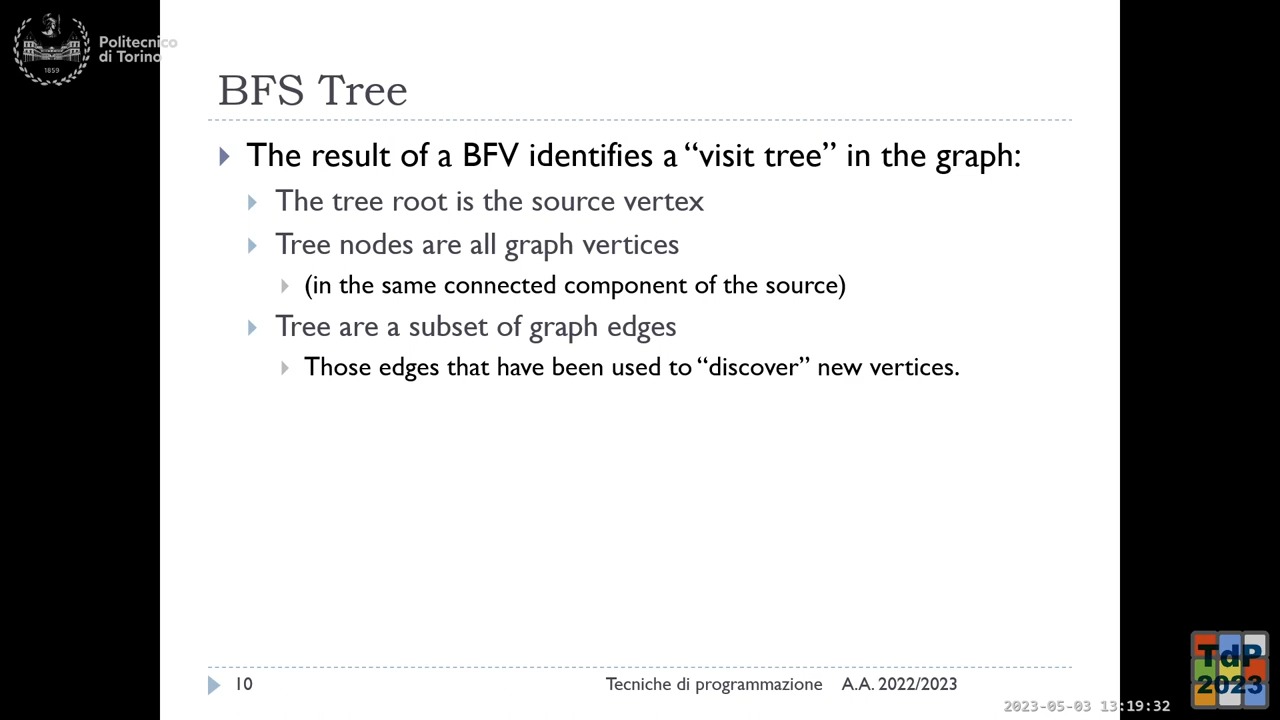 Politecnico
di Torino
1859
BFS Tree
The result of a BFV identifies a “visit tree” in the graph:
The tree root is the source vertex
Tree nodes are all graph vertices
(in the same connected component of the source)
Tree are a subset of graph edges
Those edges that have been used to “discover” new vertices.
10
Tecniche di programmazione A.A. 2022/2023
2023-05-03 13:19:32
TdP
2023